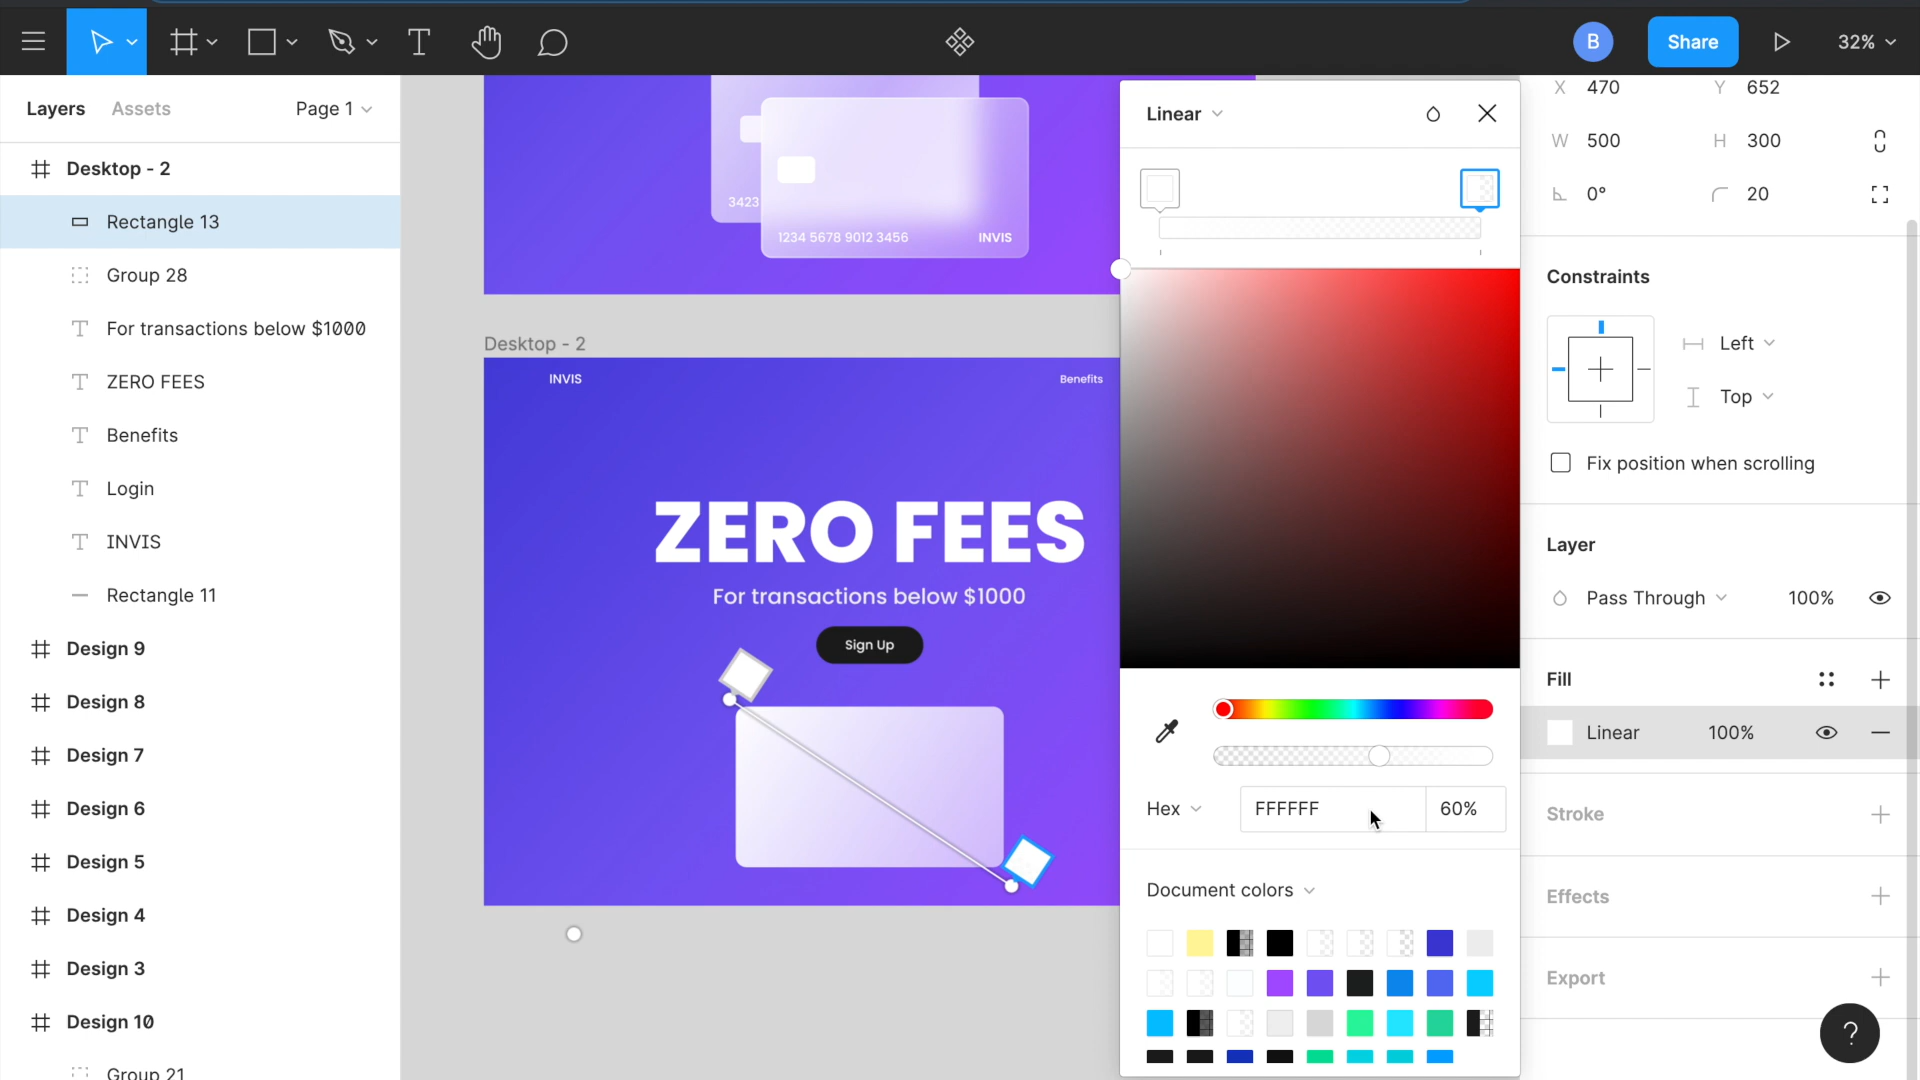 B
Share
32%
Layers
Assets
Page 1
Desktop - 2
Rectangle 13
Group 28
For transactions below $1000
ZERO FEES
Benefits
Login
INVIS
Rectangle 11
Design 9
Design 8
Design 7
Design 6
Design 5
Design 4
Design 3
Design 10
Group 21
3423
1234 5678 9012 3456
INVIS
Desktop - 2
INVIS
Benefits
ZERO FEES
For transactions below $1000
Sign Up
Linear
Hex
FFFFFF
60%
Document colors
X 470
Y 652
W 500
H 300
0°
20
Constraints
Left
Top
Fix position when scrolling
Layer
Pass Through
100%
Fill
Linear
100%
Stroke
Effects
Export
?